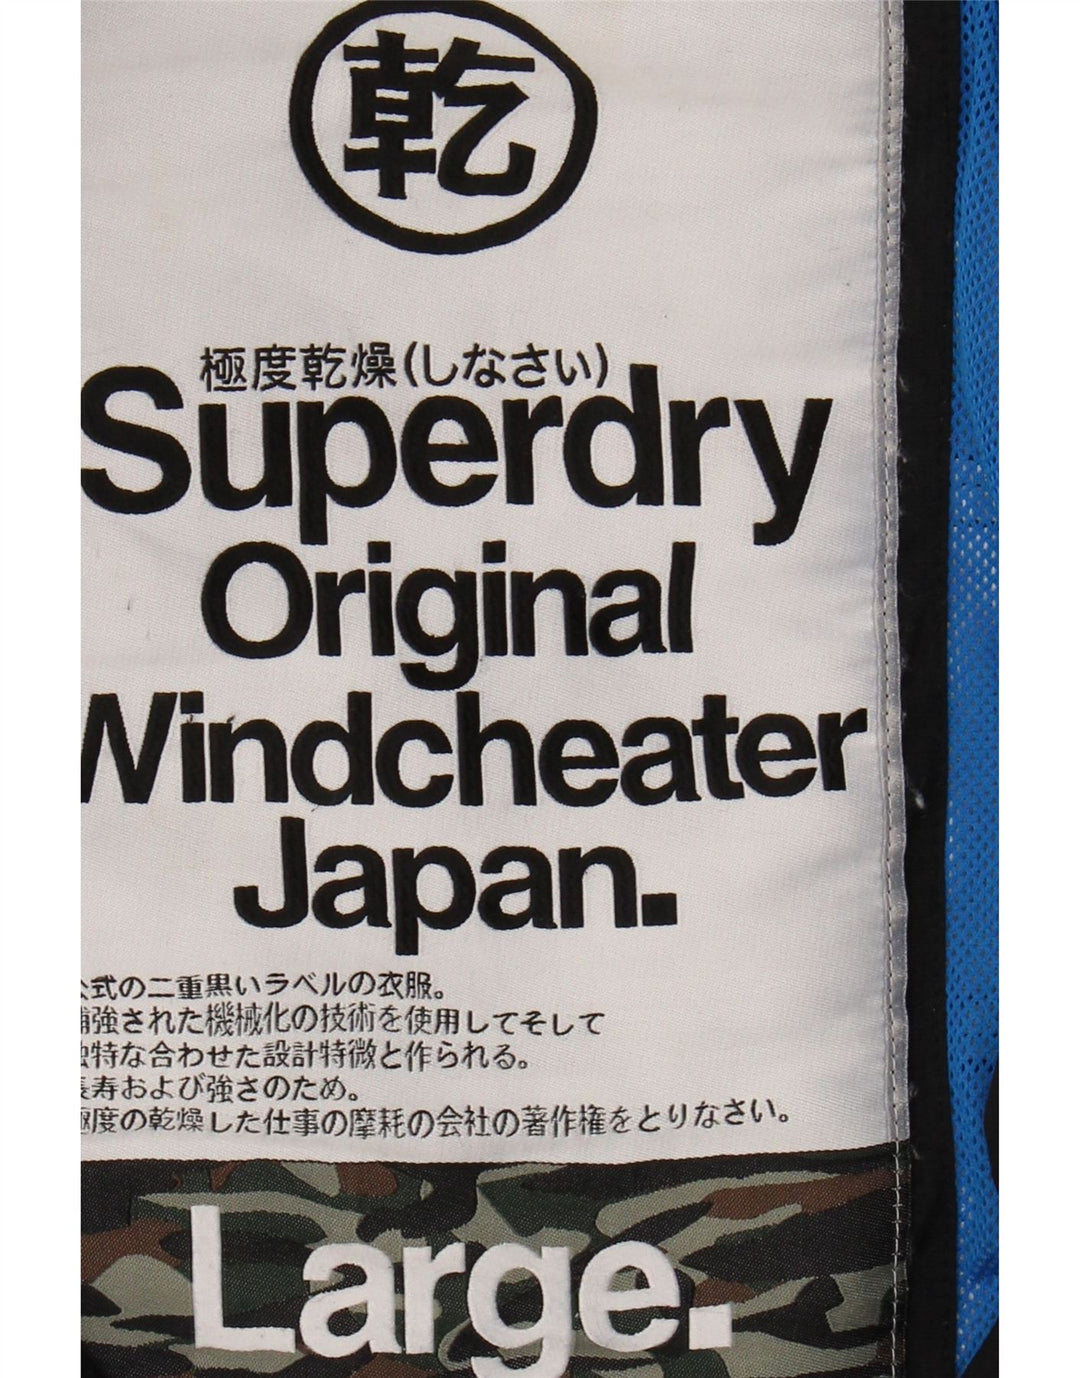 乾
極度乾燥(しなさい)
Superdry
Original
Windcheater
Japan.
公式の二重黒いラベルの衣服。
補強された機械化の技術を使用してそして
独特な合わせた設計特徴と作られる。
長寿および強さのため。
極度の乾燥した仕事の摩耗の会社の著作権をとりなさい。
Large.